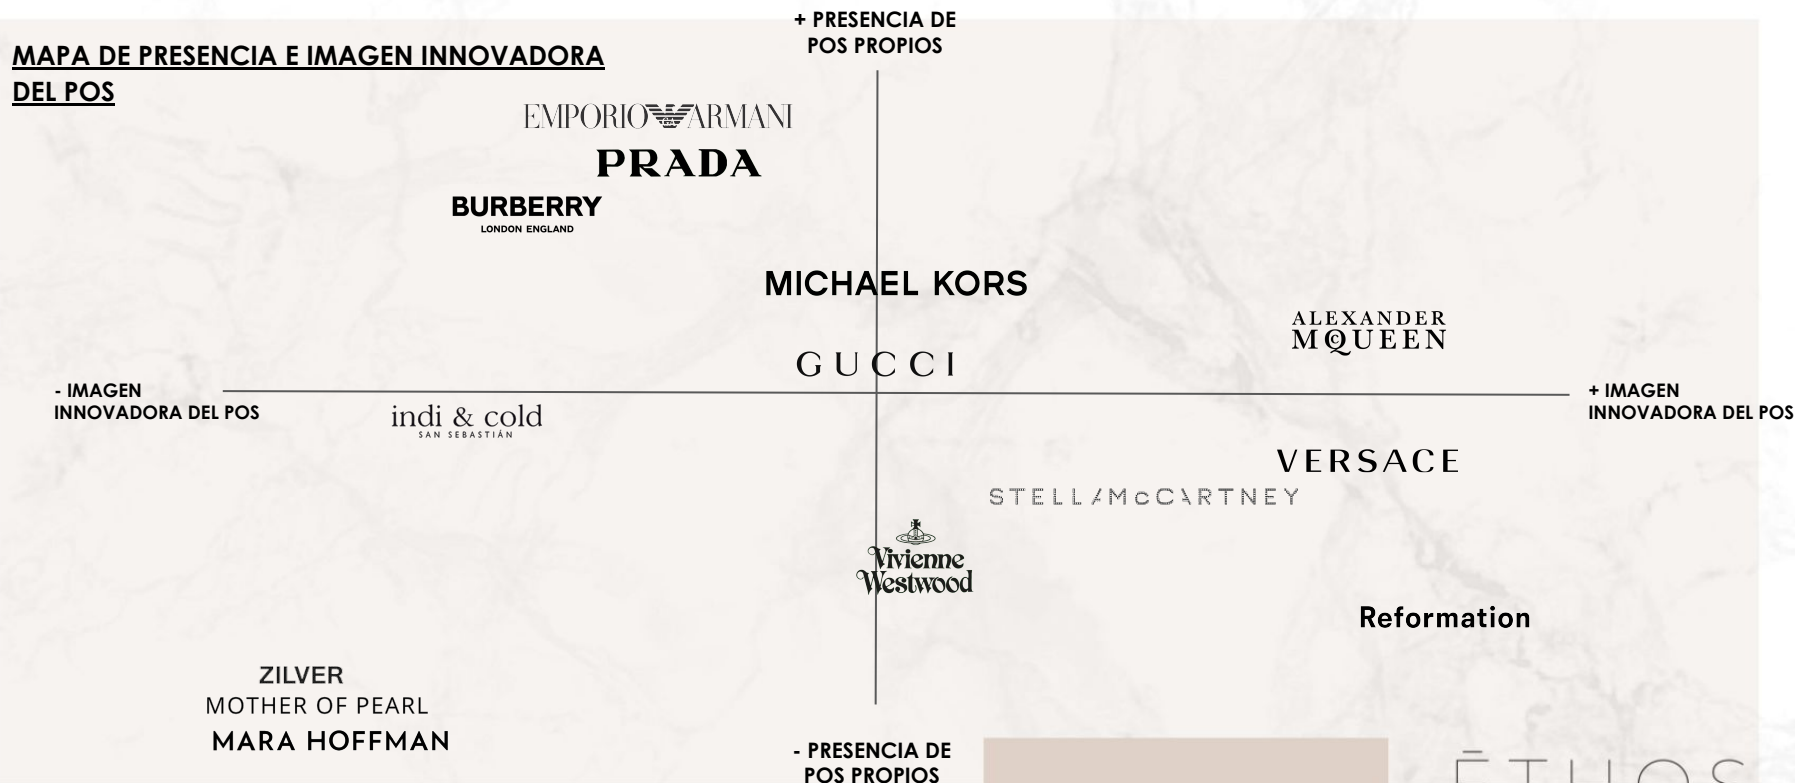 + PRESENCIA DE
POS PROPIOS
MAPA DE PRESENCIA E IMAGEN INNOVADORA
DEL POS
EMPORIO ARMANI
PRADA
BURBERRY
LONDON ENGLAND
MICHAEL KORS
ALEXANDER
McQUEEN
GUCCI
- IMAGEN
INNOVADORA DEL POS
+ IMAGEN
INNOVADORA DEL POS
indi & cold
SAN SEBASTIÁN
VERSACE
STELLA McCARTNEY
Vivienne
Westwood
Reformation
ZILVER
MOTHER OF PEARL
MARA HOFFMAN
- PRESENCIA DE
POS PROPIOS
ĒTHOS